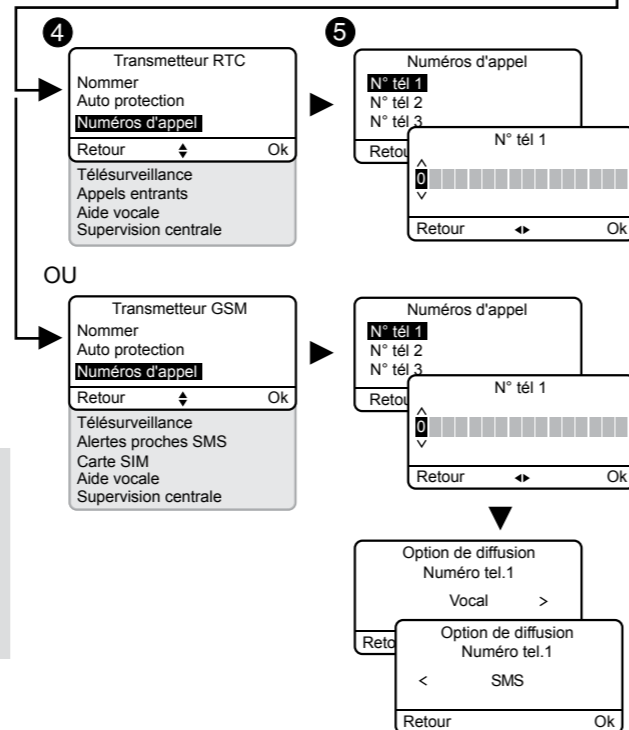 4
Transmetteur RTC
Nommer
Auto protection
Numéros d'appel
Retour Ok
Télésurveillance
Appels entrants
Aide vocale
Supervision centrale
5
Numéros d'appel
N° tél 1
N° tél 2
N° tél 3
Retou
N° tél 1
0
Retour Ok
OU
Transmetteur GSM
Nommer
Auto protection
Numéros d'appel
Retour Ok
Télésurveillance
Alertes proches SMS
Carte SIM
Aide vocale
Supervision centrale
Numéros d'appel
N° tél 1
N° tél 2
N° tél 3
Retou
N° tél 1
0
Retour Ok
Option de diffusion
Numéro tel.1
Vocal >
Reto
Option de diffusion
Numéro tel.1
< SMS
Retour Ok